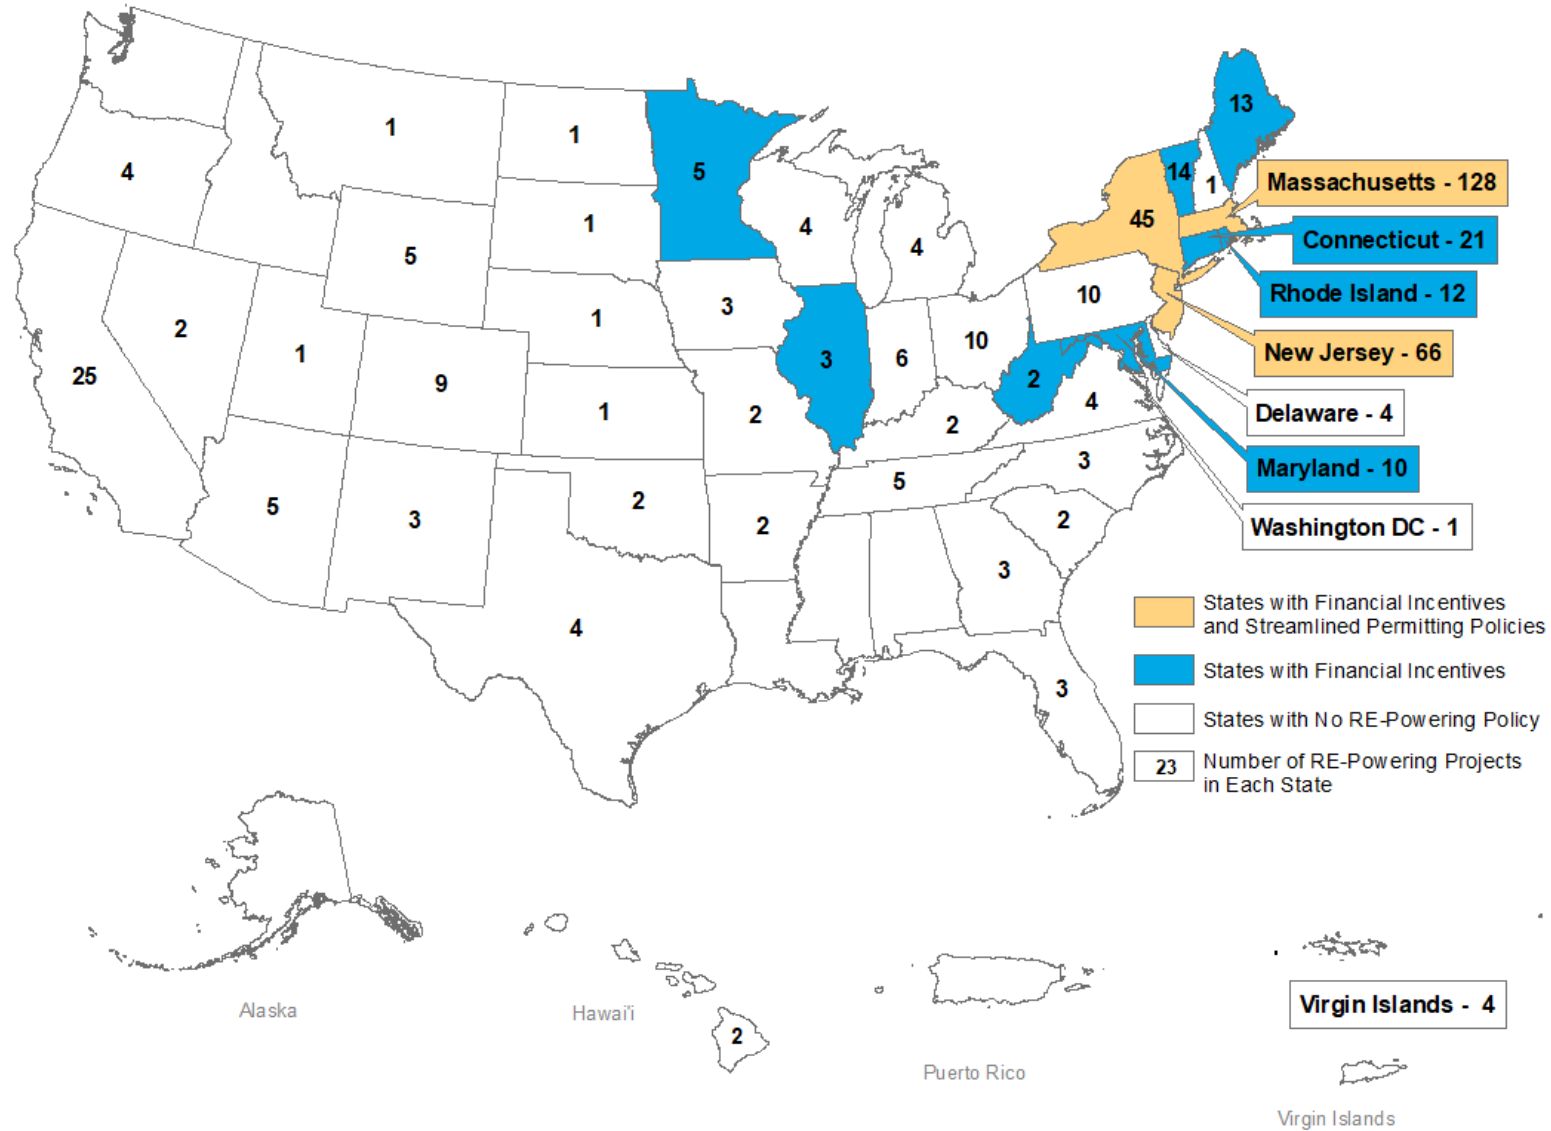 13
1
1
4
5
14
1
Massachusetts - 128
45
1
4
Connecticut - 21
4
5
Rhode Island - 12
10
3
1
2
10
New Jersey - 66
1
6
3
25
9
2
4
Delaware - 4
1
2
2
3
Maryland - 10
5
2
5
3
2
2
Washington DC - 1
3
4
3
States with Financial Incentives
and Streamlined Permitting Policies
States with Financial Incentives
States with No RE-Powering Policy
23
Number of RE-Powering Projects
in Each State
Alaska
Hawai'i
2
Puerto Rico
Virgin Islands - 4
Virgin Islands